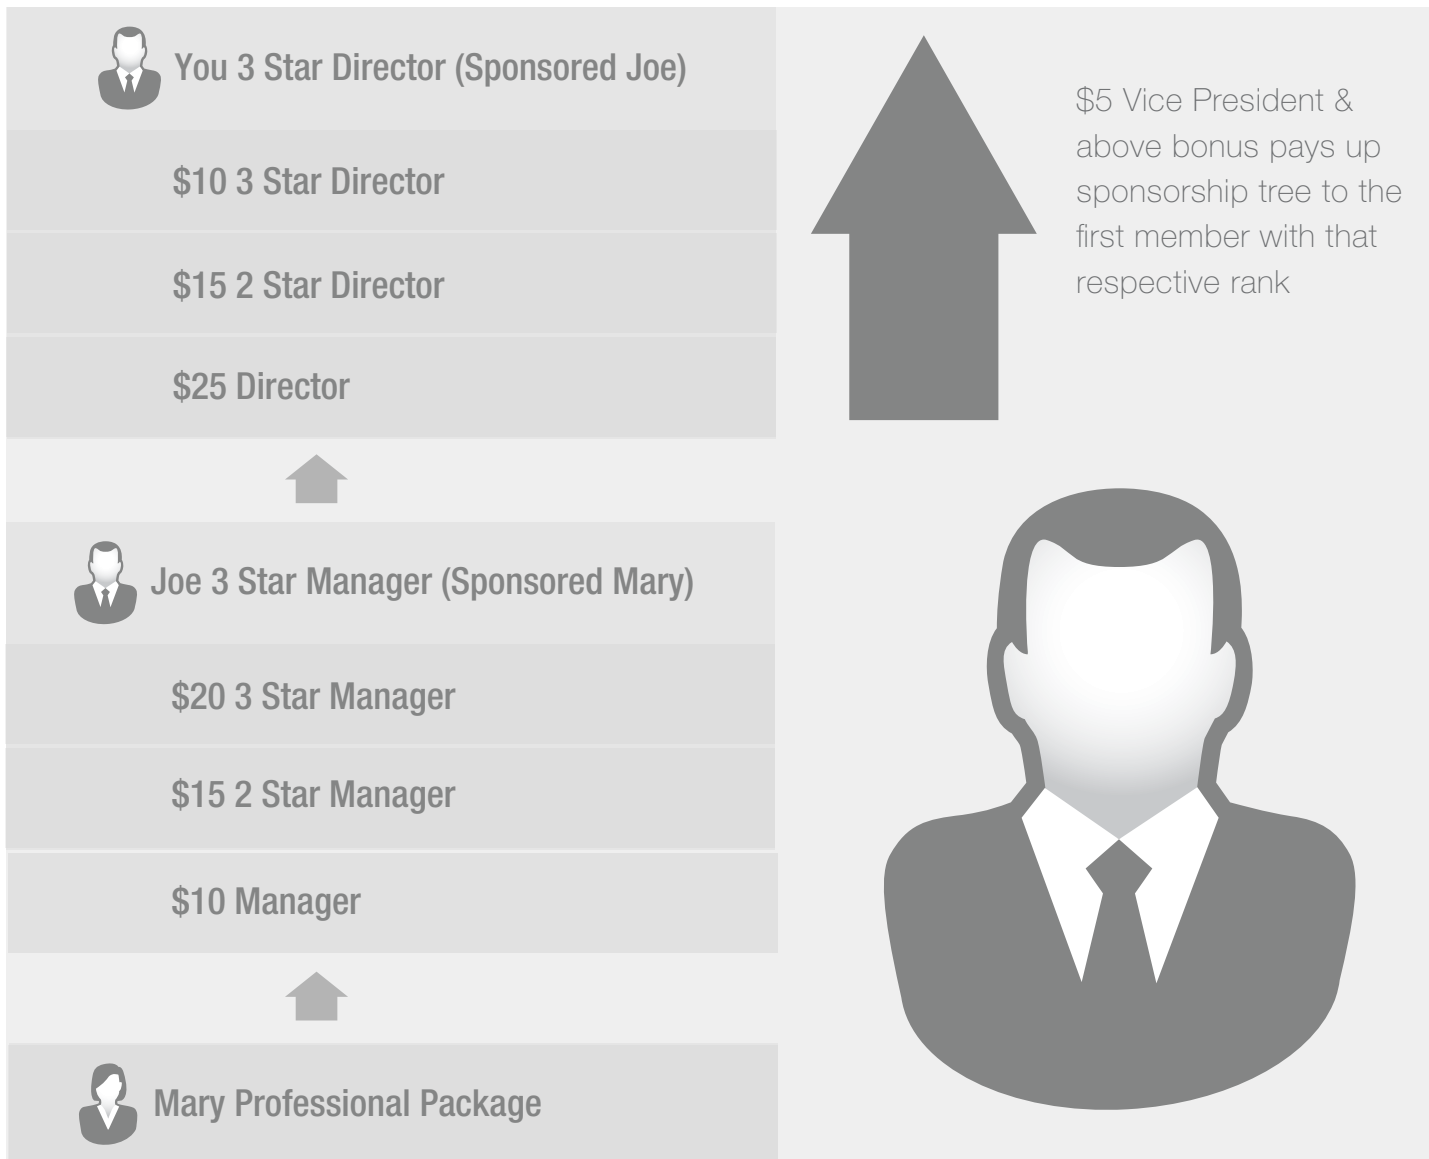 You 3 Star Director (Sponsored Joe)
$10 3 Star Director
$15 2 Star Director
$25 Director
Joe 3 Star Manager (Sponsored Mary)
$20 3 Star Manager
$15 2 Star Manager
$10 Manager
Mary Professional Package
$5 Vice President &
above bonus pays up
sponsorship tree to the
first member with that
respective rank